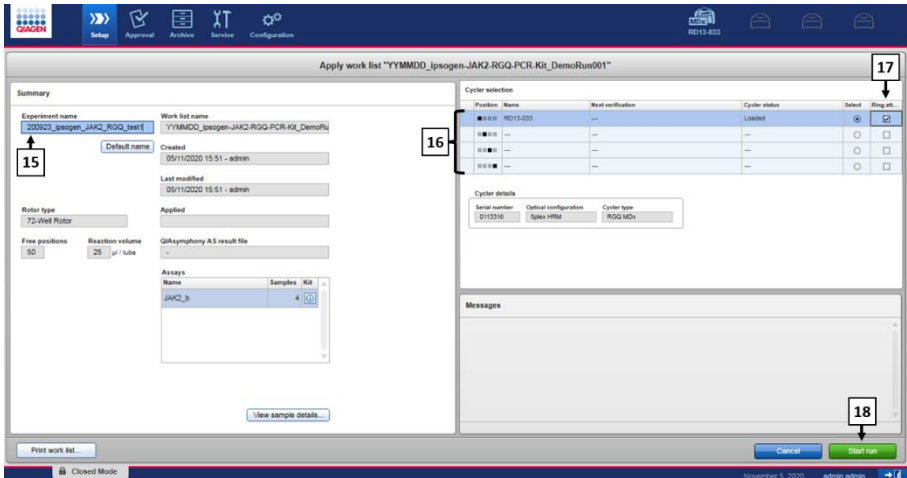 QIAGEN
Setup
Approval
Archive
Service
Configuration
MDx
RD13-033
Apply work list "YYMMDD_ipsogen-JAK2-RGQ-PCR-Kit_DemoRun001"
17
Summary
Experiment name
Work list name
200923_ipsogen_JAK2_RGQ_test1
YYMMDD_ipsogen-JAK2-RGQ-PCR-Kit_DemoRu
15
Default name
Created
05/11/2020 15:51 - admin
Last modified
05/11/2020 15:51 - admin
Rotor type
Applied
72-Well Rotor
Free positions
Reaction volume
QIAsymphony AS result file
50
25 µl / tube
-
Assays
Name Samples Kit
JAK2_b 4
View sample details...
Cycler selection
Position Name Next verification Cycler status Select Ring att...
16
RD13-033 --- Loaded
--- --- ---
--- --- ---
--- --- ---
Cycler details
Serial number Optical configuration Cycler type
0113316 5plex HRM RGQ MDx
Messages
18
Print work list...
Cancel
Start run
Closed Mode
November 5, 2020 admin admin